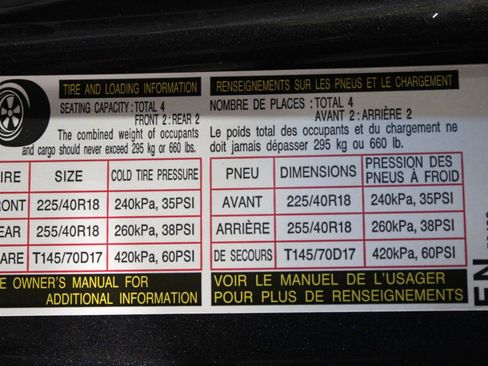 TIRE AND LOADING INFORMATION
SEATING CAPACITY : TOTAL 4
FRONT 2 : REAR 2
The combined weight of occupants
and cargo should never exceed 295 kg or 660 lbs.
IRE SIZE COLD TIRE PRESSURE
RONT 225/40R18 240kPa, 35PSI
EAR 255/40R18 260kPa, 38PSI
ARE T145/70D17 420kPa, 60PSI
E OWNER'S MANUAL FOR
ADDITIONAL INFORMATION
RENSEIGNEMENTS SUR LES PNEUS ET LE CHARGEMENT
NOMBRE DE PLACES : TOTAL 4
AVANT 2 : ARRIÈRE 2
Le poids total des occupants et du chargement ne
doit jamais dépasser 295 kg ou 660 lb.
PNEU DIMENSIONS PRESSION DES
PNEUS À FROID
AVANT 225/40R18 240kPa, 35PSI
ARRIÈRE 255/40R18 260kPa, 38PSI
DE SECOURS T145/70D17 420kPa, 60PSI
VOIR LE MANUEL DE L'USAGER
POUR PLUS DE RENSEIGNEMENTS
EN